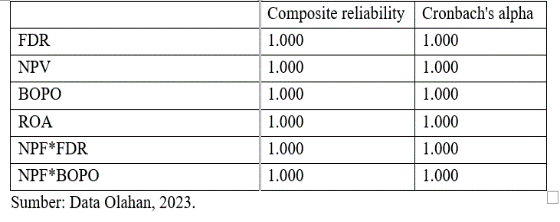 Composite reliability Cronbach's alpha
FDR 1.000 1.000
NPV 1.000 1.000
BOPO 1.000 1.000
ROA 1.000 1.000
NPF*FDR 1.000 1.000
NPF*BOPO 1.000 1.000
Sumber: Data Olahan, 2023.